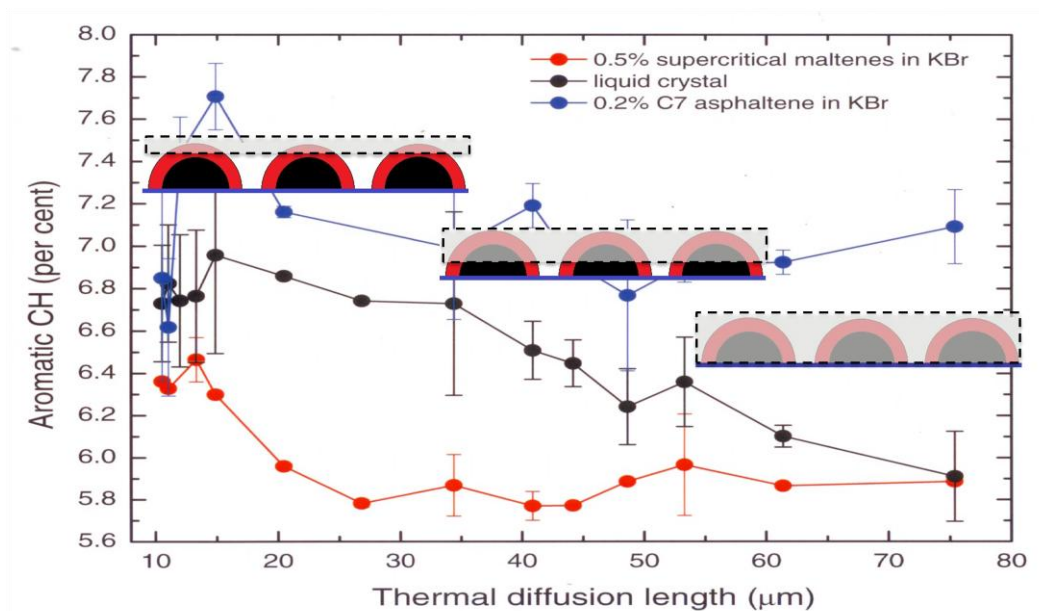 8.0
7.8
7.6
7.4
7.2
7.0
6.8
6.6
6.4
6.2
6.0
5.8
5.6
Aromatic CH (per cent)
0.5% supercritical maltenes in KBr
liquid crystal
0.2% C7 asphaltene in KBr
10 20 30 40 50 60 70 80
Thermal diffusion length (μm)